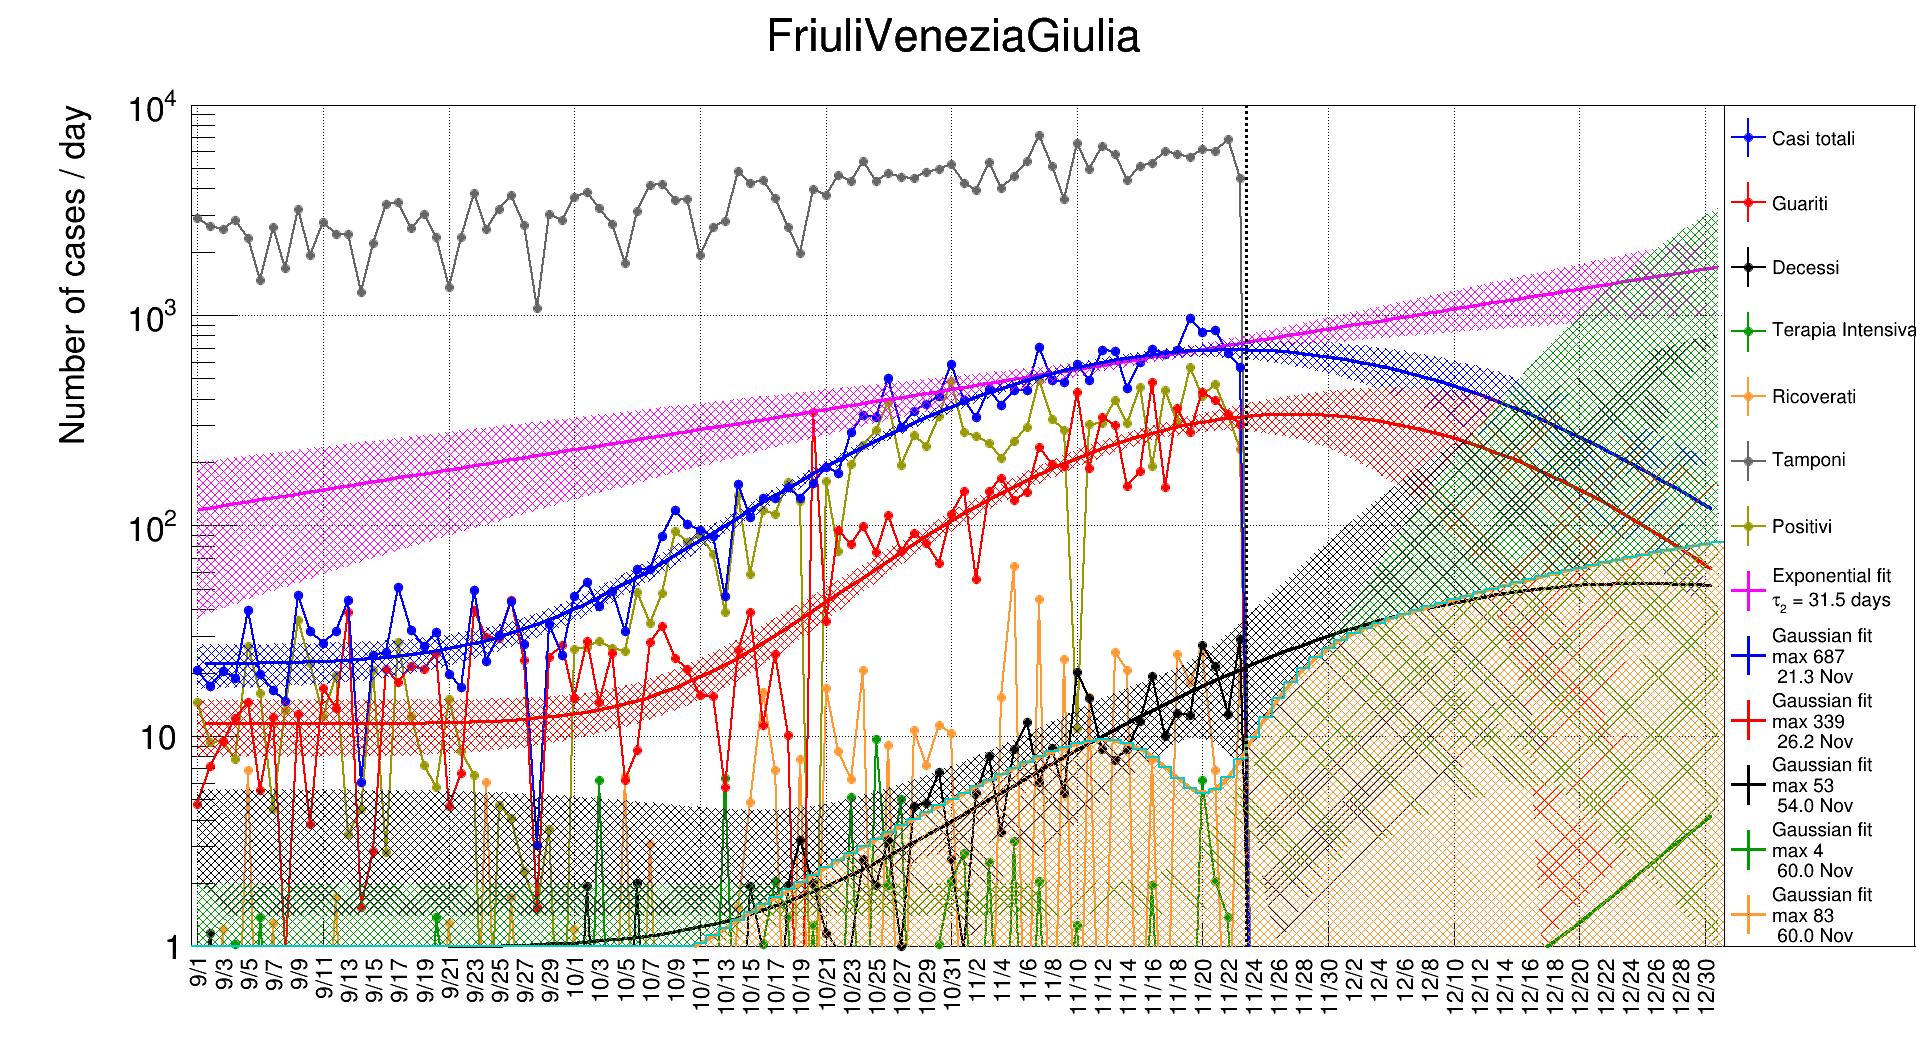 FriuliVeneziaGiulia
Number of cases / day
10^4
10^3
10^2
10
1
9/1
9/3
9/5
9/7
9/9
9/11
9/13
9/15
9/17
9/19
9/21
9/23
9/25
9/27
9/29
10/1
10/3
10/5
10/7
10/9
10/11
10/13
10/15
10/17
10/19
10/21
10/23
10/25
10/27
10/29
10/31
11/2
11/4
11/6
11/8
11/10
11/12
11/14
11/16
11/18
11/20
11/22
11/24
11/26
11/28
11/30
12/2
12/4
12/6
12/8
12/10
12/12
12/14
12/16
12/18
12/20
12/22
12/24
12/26
12/28
12/30
Casi totali
Guariti
Decessi
Terapia Intensiva
Ricoverati
Tamponi
Positivi
Exponential fit
τ₂ = 31.5 days
Gaussian fit
max 687
21.3 Nov
Gaussian fit
max 339
26.2 Nov
Gaussian fit
max 53
54.0 Nov
Gaussian fit
max 4
60.0 Nov
Gaussian fit
max 83
60.0 Nov